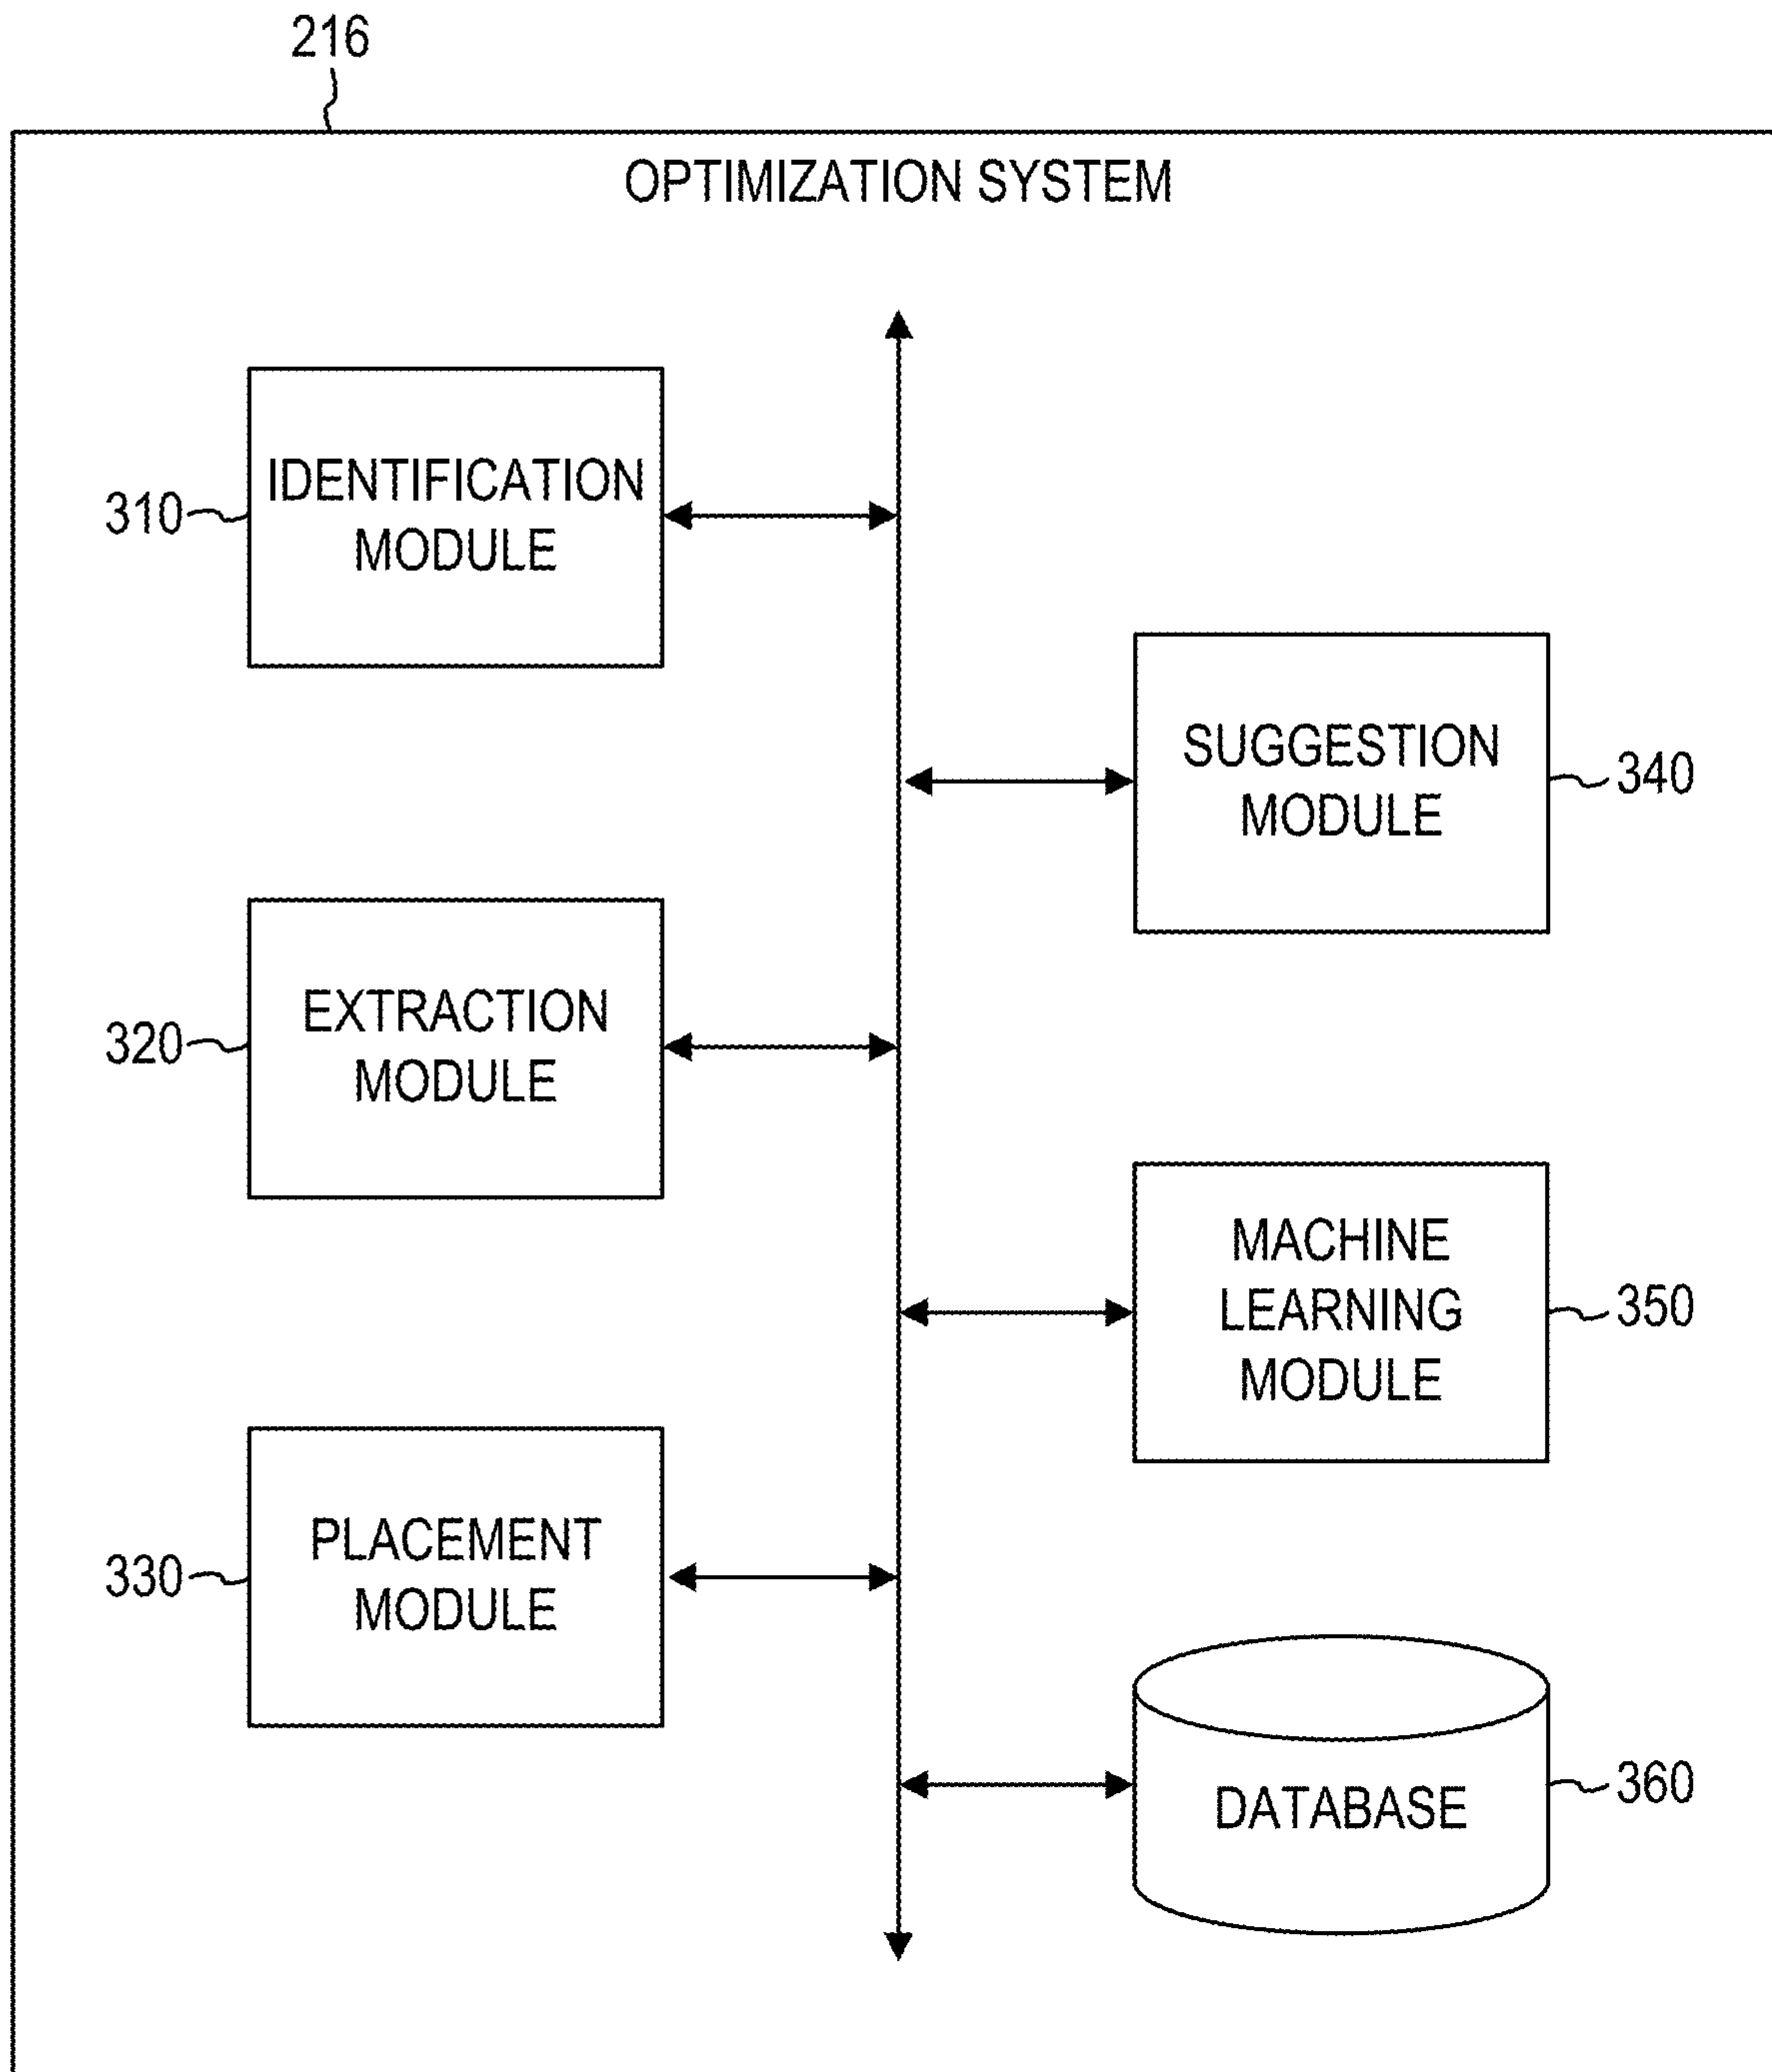 216
OPTIMIZATION SYSTEM
IDENTIFICATION
MODULE
310
SUGGESTION
MODULE
340
EXTRACTION
MODULE
320
MACHINE
LEARNING
MODULE
350
PLACEMENT
MODULE
330
DATABASE
360